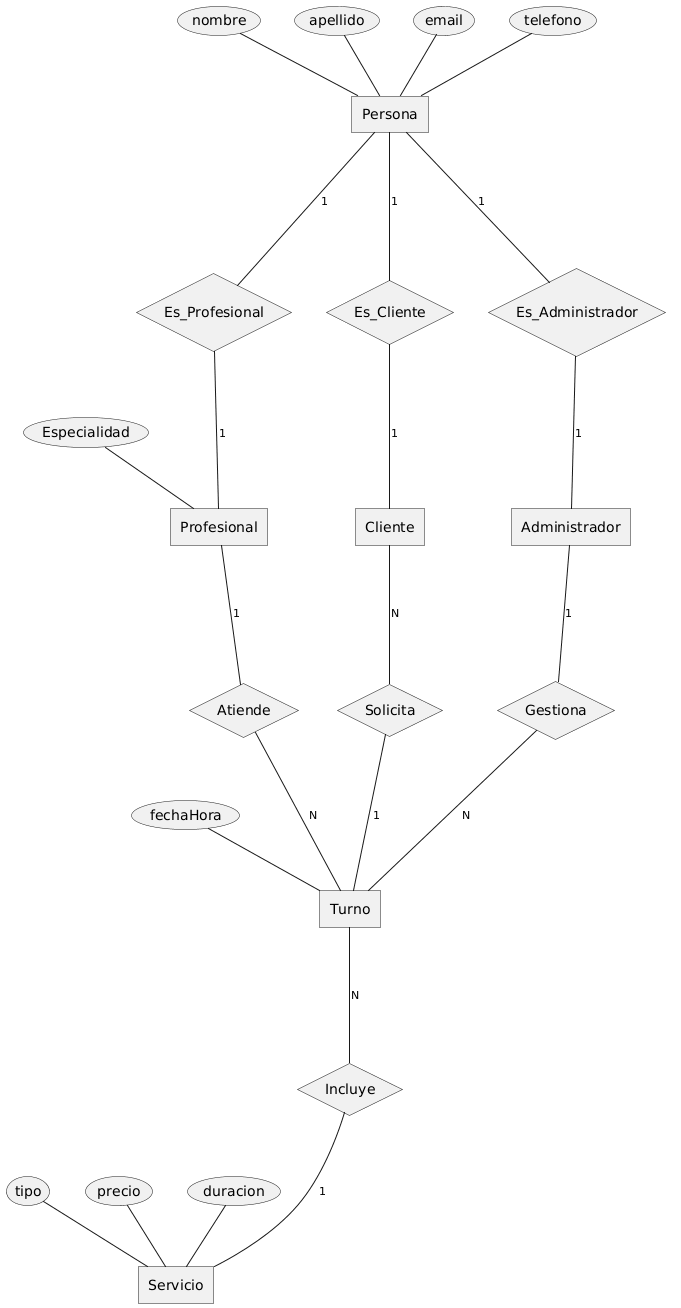 nombre
apellido
email
telefono
Persona
1
1
1
Es_Profesional
Es_Cliente
Es_Administrador
Especialidad
1
1
1
Profesional
Cliente
Administrador
1
N
1
Atiende
Solicita
Gestiona
fechaHora
N
1
N
Turno
N
Incluye
tipo
precio
duracion
1
Servicio